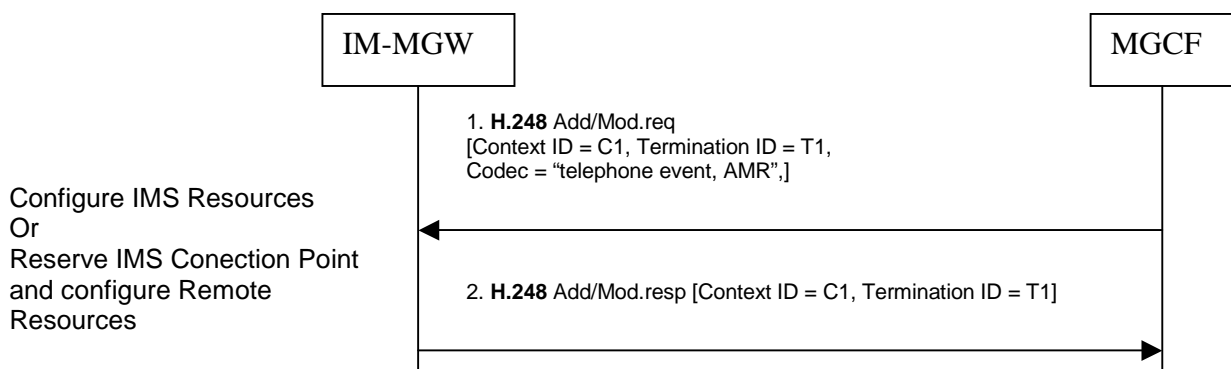 IM-MGW
MGCF
1. H.248 Add/Mod.req
[Context ID = C1, Termination ID = T1,
Codec = “telephone event, AMR”,]
Configure IMS Resources
Or
Reserve IMS Conection Point
and configure Remote
Resources
2. H.248 Add/Mod.resp [Context ID = C1, Termination ID = T1]